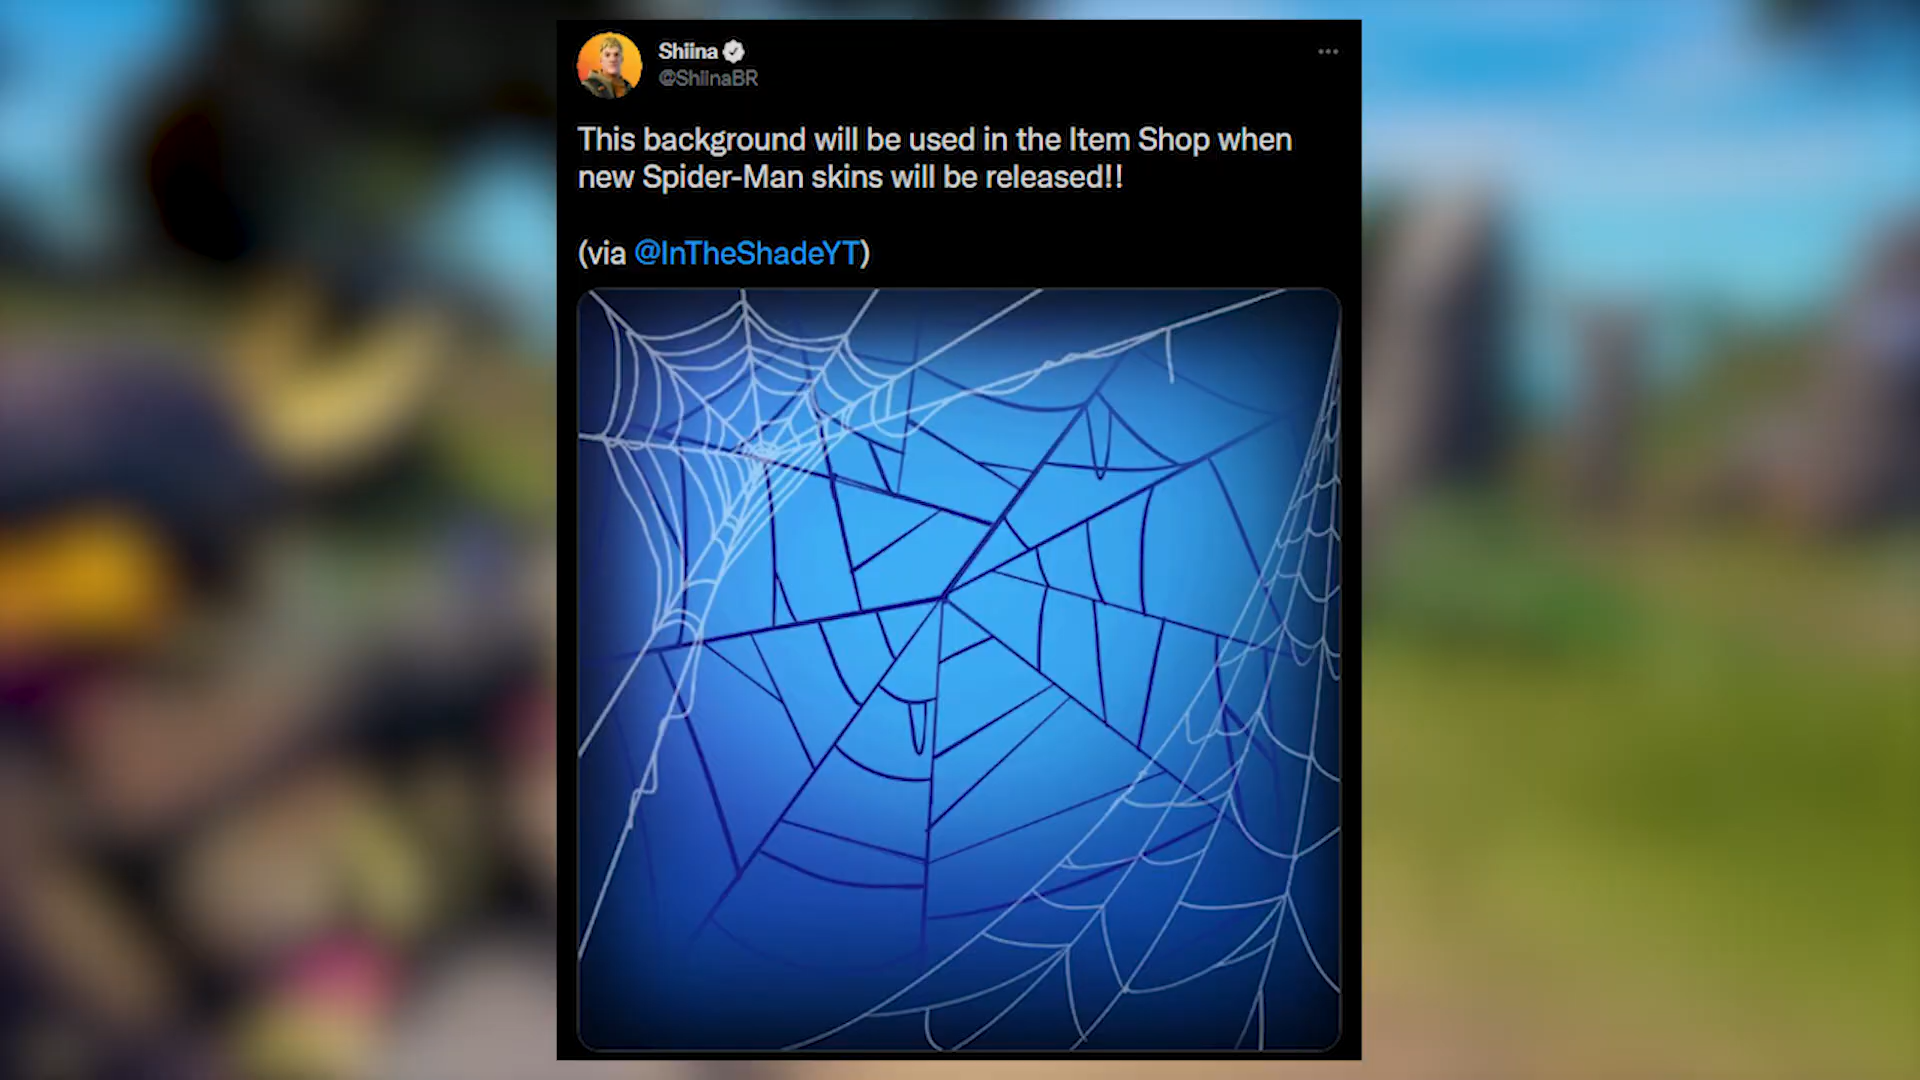 Shiina
@ShiinaBR
This background will be used in the Item Shop when
new Spider-Man skins will be released!!
(via @InTheShadeYT)